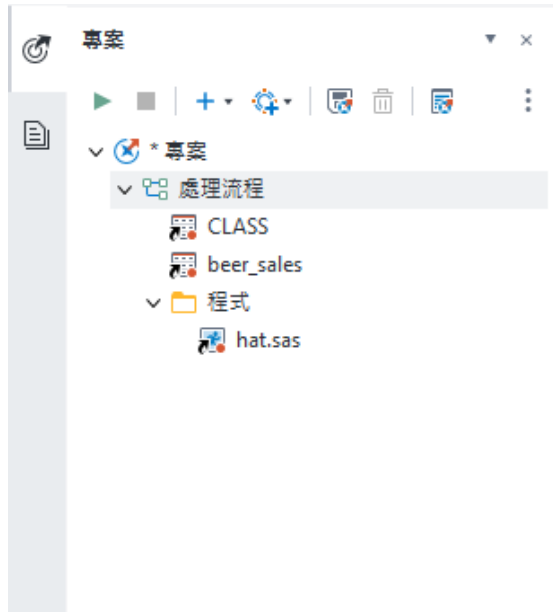 專案
* 專案
處理流程
CLASS
beer_sales
程式
hat.sas